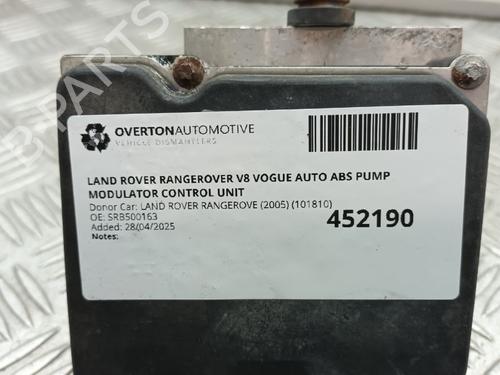 B PARTS
OVERTONAUTOMOTIVE
VEHICLE DISMANTLERS
LAND ROVER RANGEROVER V8 VOGUE AUTO ABS PUMP
MODULATOR CONTROL UNIT
Donor Car: LAND ROVER RANGEROVE (2005) (101810)
OE: SRB500163
452190
Added: 28/04/2025
Notes: